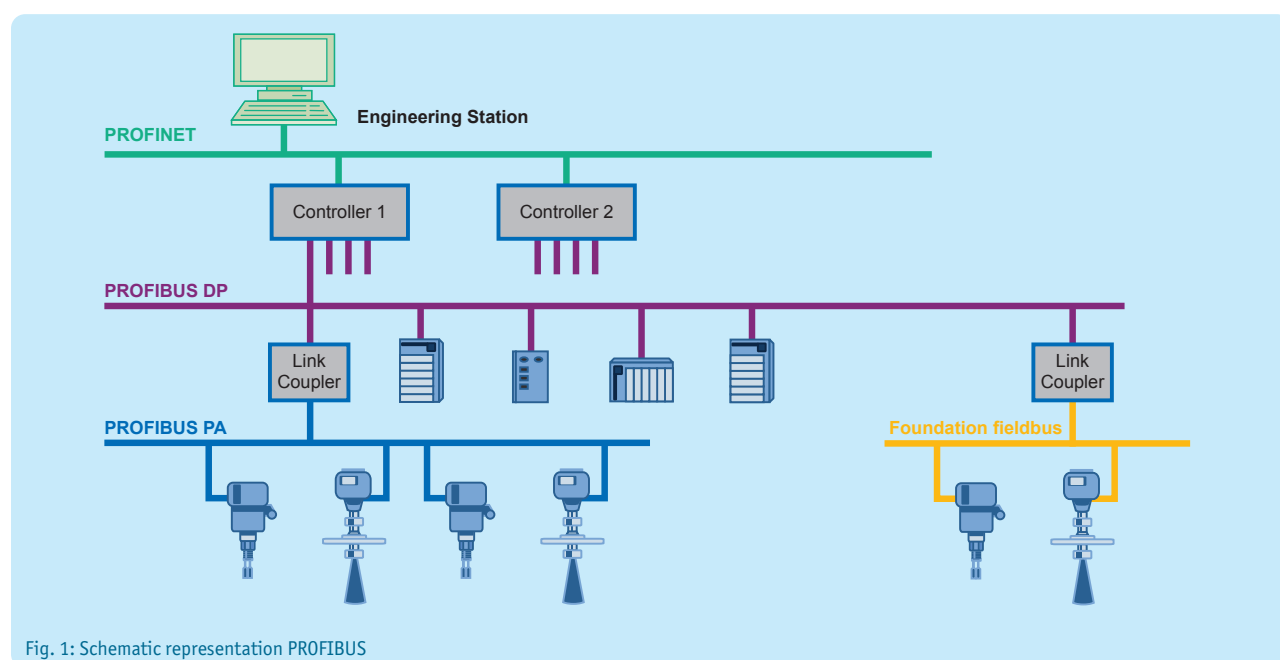 Engineering Station
PROFINET
Controller 1
Controller 2
PROFIBUS DP
Link
Coupler
Link
Coupler
PROFIBUS PA
Foundation fieldbus
Fig. 1: Schematic representation PROFIBUS